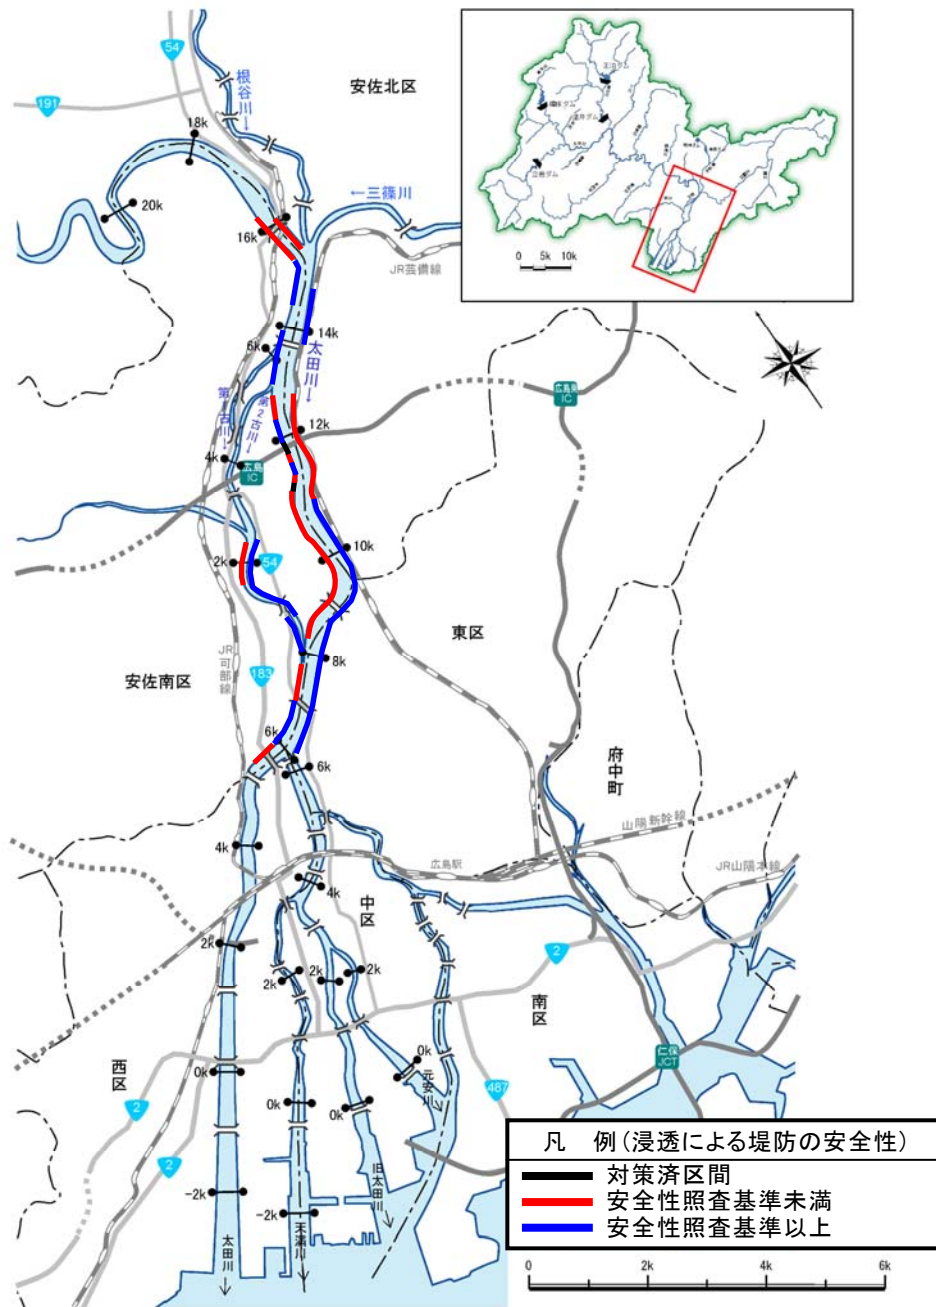 54
根谷川→
安佐北区
191
18k
←三篠川
20k
16k
JR芸備線
0 5k 10k
14k
6k
太田川→
第1古川→
第2古川→
12k
4k
広島IC
広島東IC
2k
54
10k
東区
8k
JR可部線
183
安佐南区
6k
6k
府中町
山陽新幹線
4k
広島駅
JR山陽本線
4k
中区
2k
2k
2k
2k
2
南区
西区
0k
0k
仁保JCT
元安川
487
2
0k
0k
2
-2k
-2k
旧太田川
太田川
天満川
凡 例(浸透による堤防の安全性)
対策済区間
安全性照査基準未満
安全性照査基準以上
0 2k 4k 6k